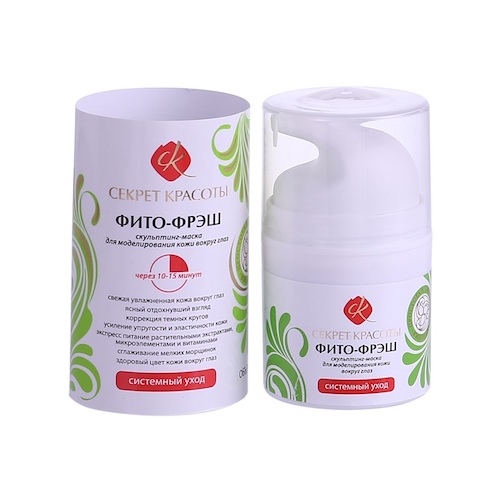 СК
СЕКРЕТ КРАСОТЫ
ФИТО-ФРЭШ
скульптинг-маска
для моделирования кожи вокруг глаз
через 10-15 минут
свежая увлажненная кожа вокруг глаз
ясный отдохнувший взгляд
коррекция темных кругов
усиление упругости и эластичности кожи
экспресс питание растительными экстрактами,
микроэлементами и витаминами
сглаживание мелких морщинок
здоровый цвет кожи вокруг глаз
системный уход
СК
СЕКРЕТ КРАСОТЫ
ФИТО-ФРЭШ
скульптинг-маска
для моделирования кожи
вокруг глаз
системный уход